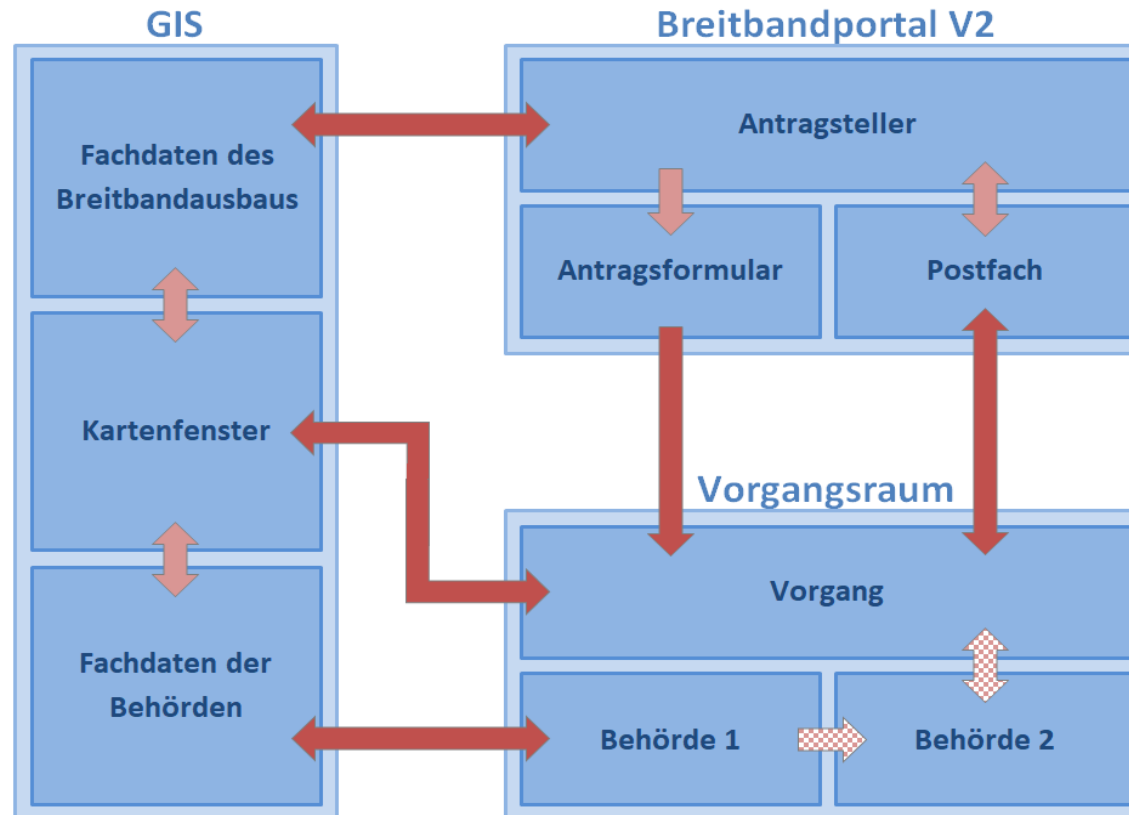 GIS
Fachdaten des
Breitbandausbaus
Kartenfenster
Fachdaten der
Behörden
Breitbandportal V2
Antragsteller
Antragsformular
Postfach
Vorgangsraum
Vorgang
Behörde 1
Behörde 2